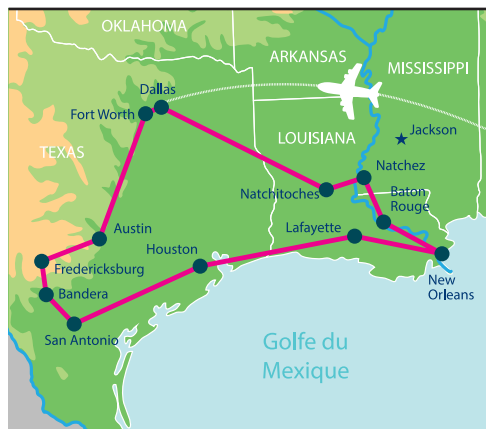 OKLAHOMA
ARKANSAS
MISSISSIPPI
Dallas
Fort Worth
LOUISIANA
Jackson
TEXAS
Natchez
Natchitoches
Baton
Rouge
Austin
Lafayette
Houston
Fredericksburg
Bandera
New
Orleans
San Antonio
Golfe du
Mexique